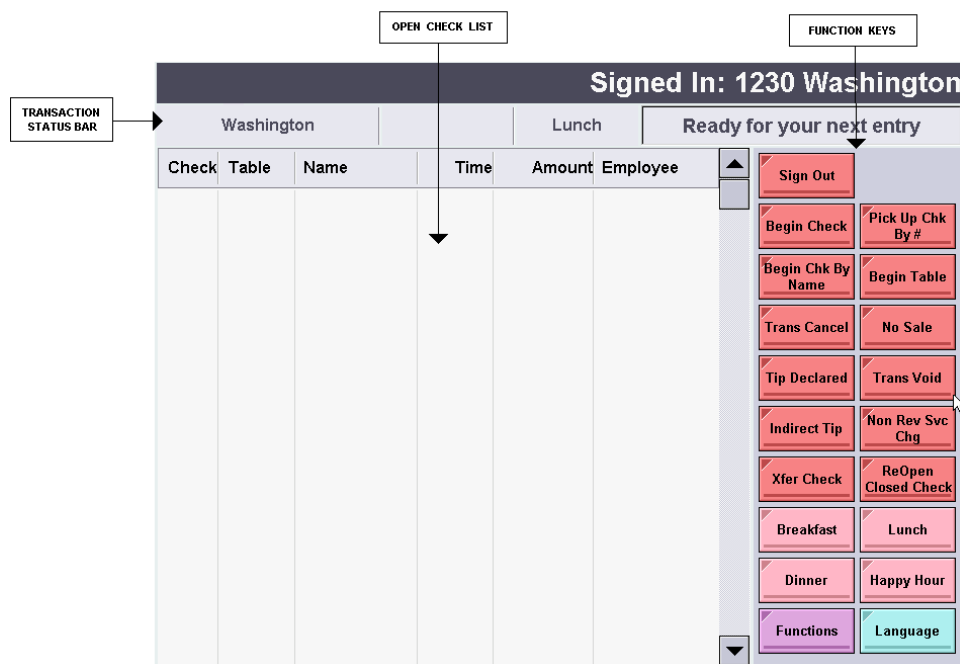 OPEN CHECK LIST
FUNCTION KEYS
TRANSACTION
STATUS BAR
Signed In: 1230 Washington
Washington Lunch Ready for your next entry
Check Table Name Time Amount Employee
Sign Out
Begin Check
Pick Up Chk
By #
Begin Chk By
Name
Begin Table
Trans Cancel
No Sale
Tip Declared
Trans Void
Indirect Tip
Non Rev Svc
Chg
Xfer Check
ReOpen
Closed Check
Breakfast
Lunch
Dinner
Happy Hour
Functions
Language